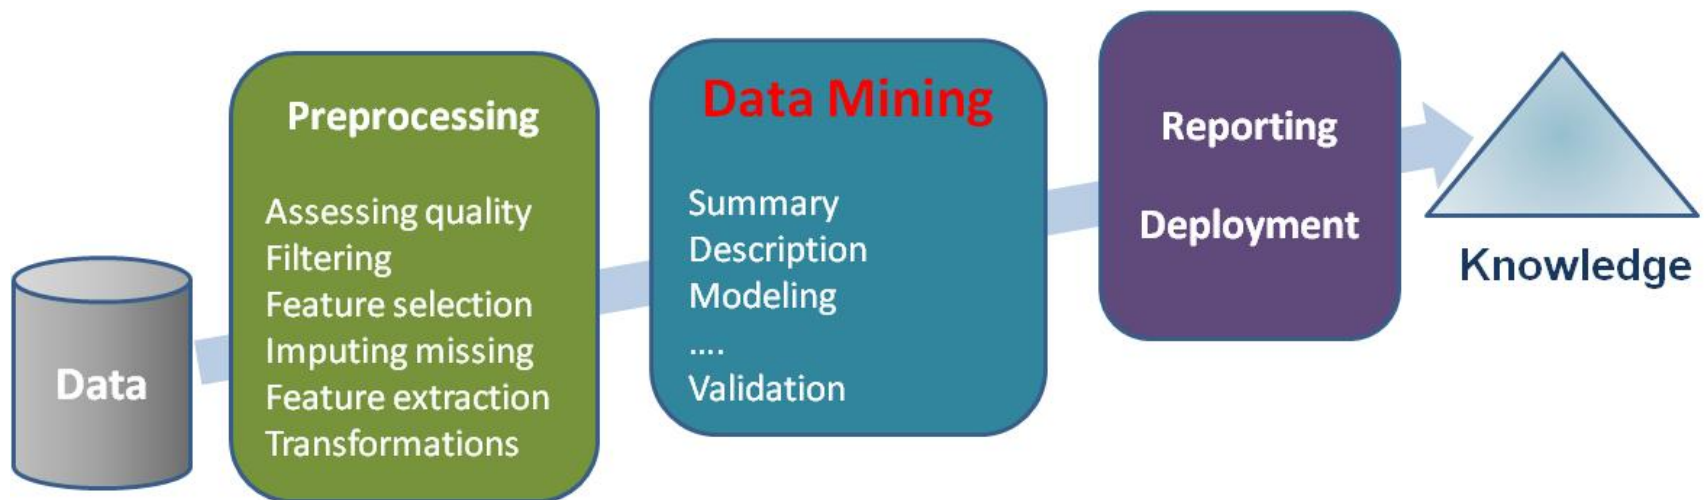 Data
Preprocessing
Assessing quality
Filtering
Feature selection
Imputing missing
Feature extraction
Transformations
Data Mining
Summary
Description
Modeling
....
Validation
Reporting
Deployment
Knowledge